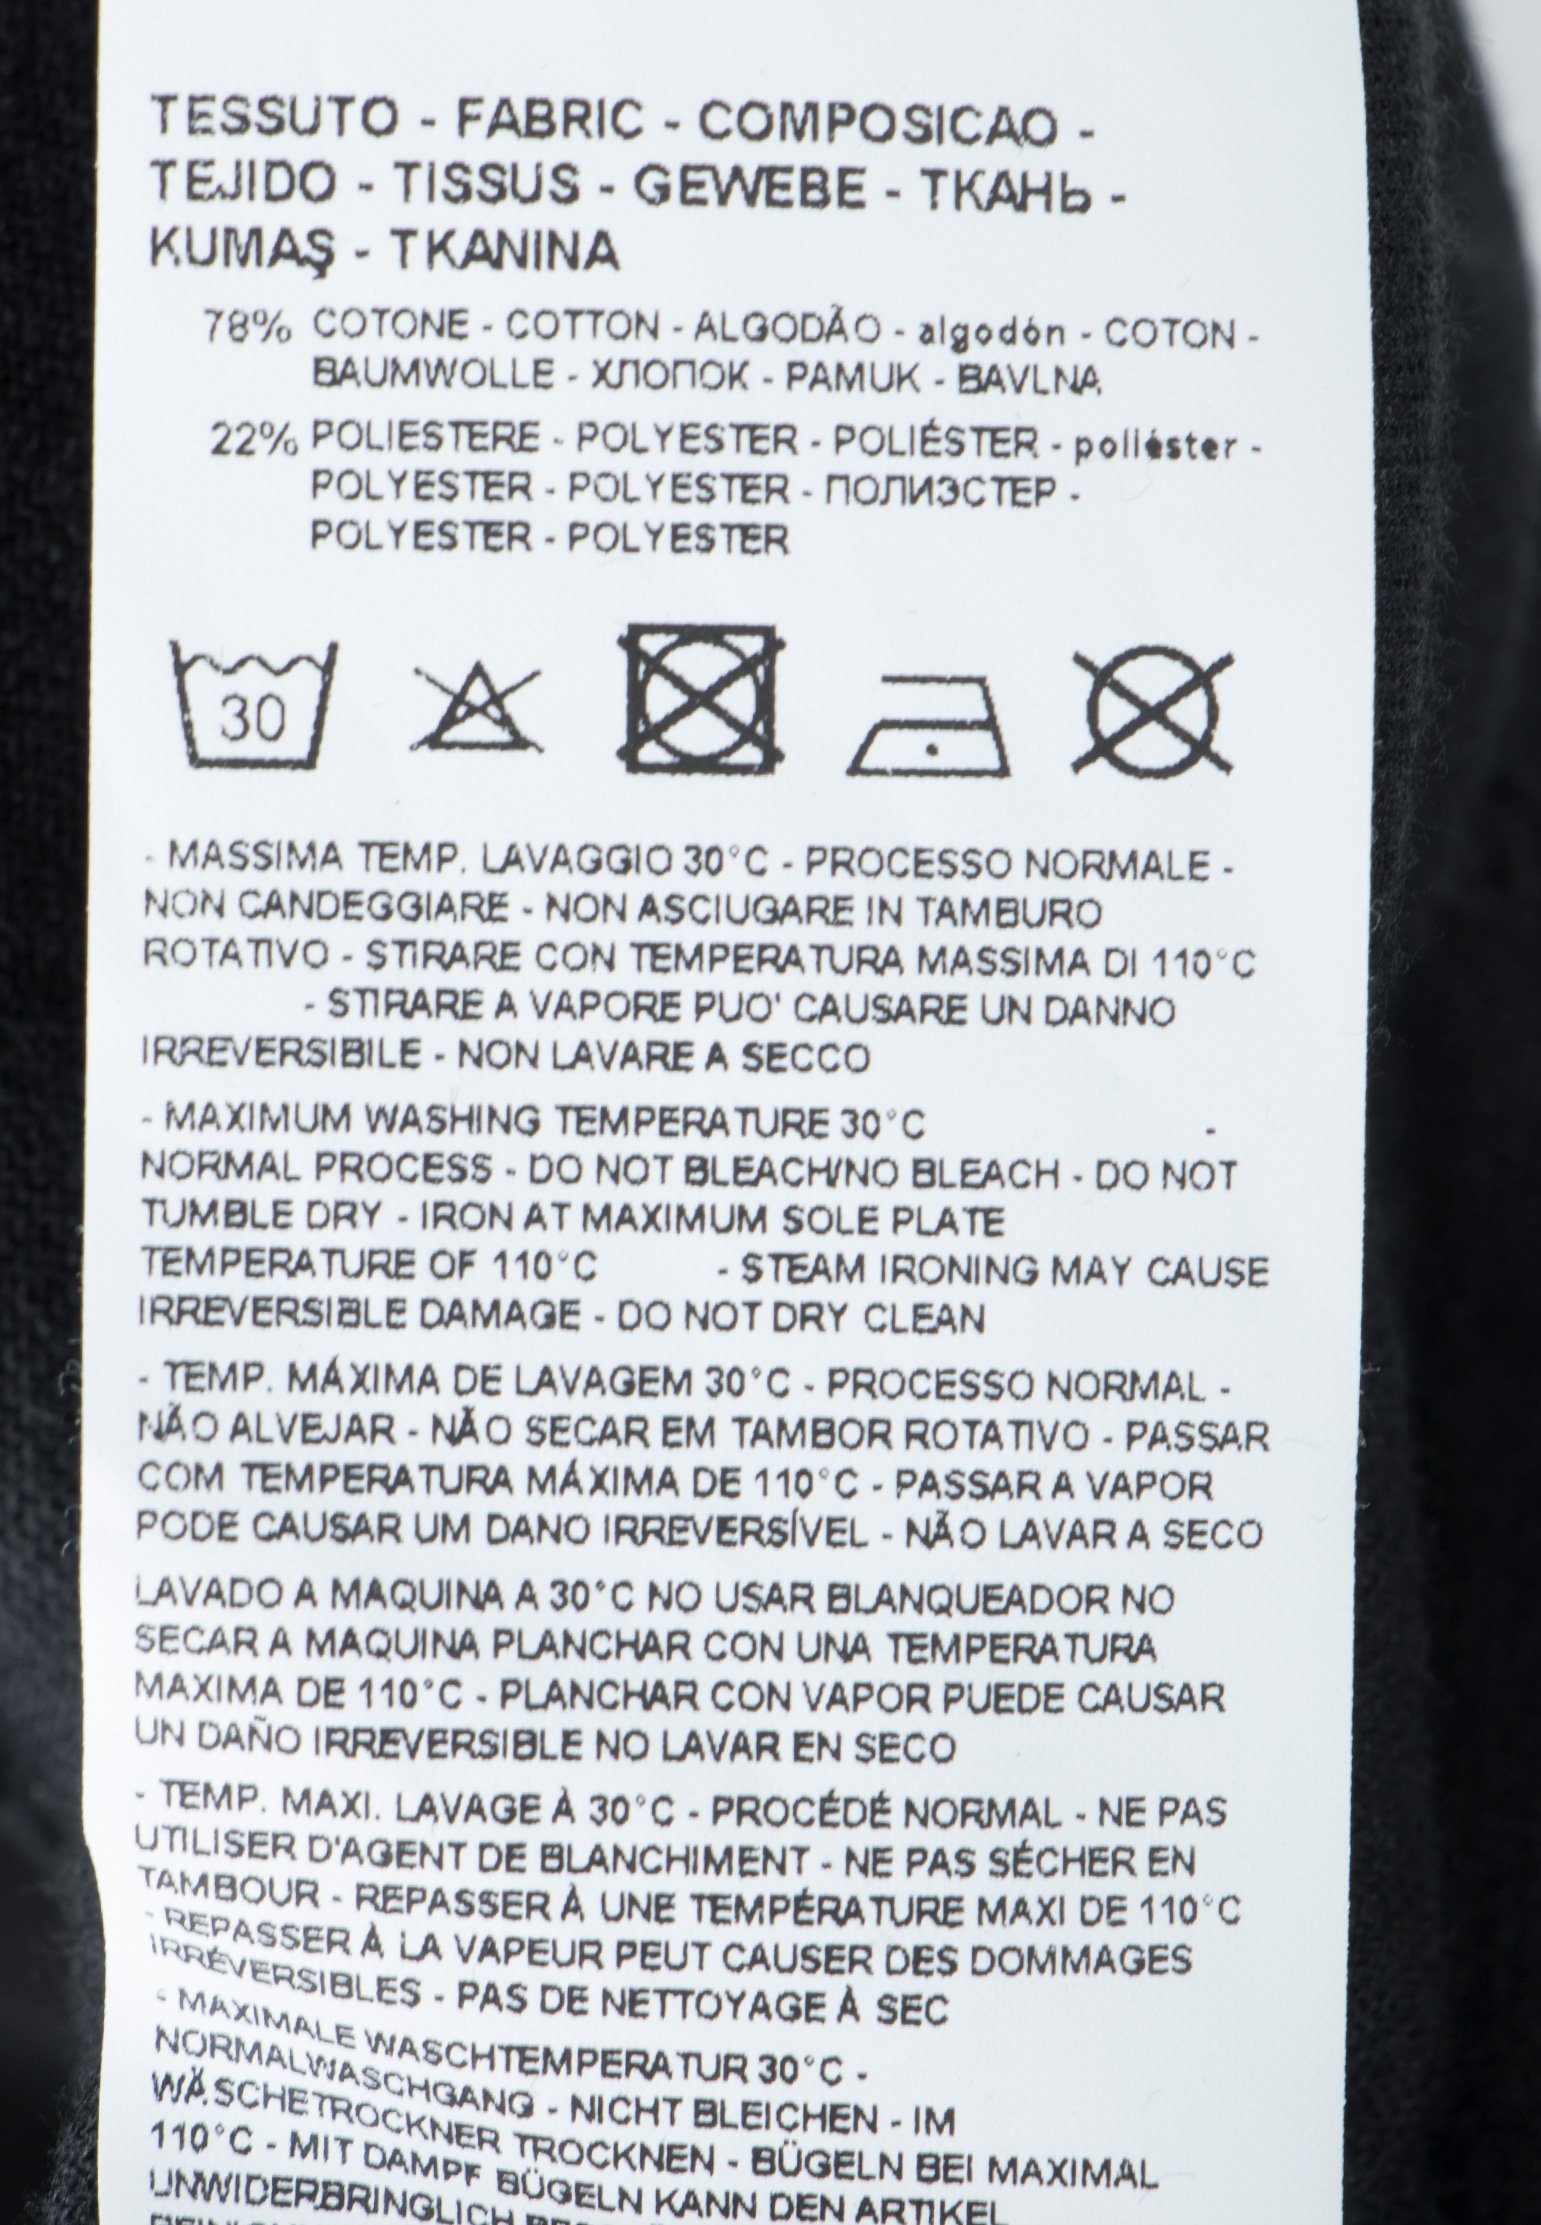 TESSUTO - FABRIC - COMPOSICAO -
TEJIDO - TISSUS - GEWEBE - ТКАНЬ -
KUMAŞ - TKANINA
78% COTONE - COTTON - ALGODÃO - algodón - COTON -
BAUMWOLLE - ХЛОПОК - PAMUK - BAVLNA
22% POLIESTERE - POLYESTER - POLIÉSTER - poliéster -
POLYESTER - POLYESTER - ПОЛИЭСТЕР -
POLYESTER - POLYESTER
30
- MASSIMA TEMP. LAVAGGIO 30°C - PROCESSO NORMALE -
NON CANDEGGIARE - NON ASCIUGARE IN TAMBURO
ROTATIVO - STIRARE CON TEMPERATURA MASSIMA DI 110°C
- STIRARE A VAPORE PUO' CAUSARE UN DANNO
IRREVERSIBILE - NON LAVARE A SECCO
- MAXIMUM WASHING TEMPERATURE 30°C -
NORMAL PROCESS - DO NOT BLEACH/NO BLEACH - DO NOT
TUMBLE DRY - IRON AT MAXIMUM SOLE PLATE
TEMPERATURE OF 110°C - STEAM IRONING MAY CAUSE
IRREVERSIBLE DAMAGE - DO NOT DRY CLEAN
- TEMP. MÁXIMA DE LAVAGEM 30°C - PROCESSO NORMAL -
NÃO ALVEJAR - NÃO SECAR EM TAMBOR ROTATIVO - PASSAR
COM TEMPERATURA MÁXIMA DE 110°C - PASSAR A VAPOR
PODE CAUSAR UM DANO IRREVERSÍVEL - NÃO LAVAR A SECO
LAVADO A MAQUINA A 30°C NO USAR BLANQUEADOR NO
SECAR A MAQUINA PLANCHAR CON UNA TEMPERATURA
MAXIMA DE 110°C - PLANCHAR CON VAPOR PUEDE CAUSAR
UN DAÑO IRREVERSIBLE NO LAVAR EN SECO
- TEMP. MAXI. LAVAGE À 30°C - PROCÉDÉ NORMAL - NE PAS
UTILISER D'AGENT DE BLANCHIMENT - NE PAS SÉCHER EN
TAMBOUR - REPASSER À UNE TEMPÉRATURE MAXI DE 110°C
- REPASSER À LA VAPEUR PEUT CAUSER DES DOMMAGES
IRRÉVERSIBLES - PAS DE NETTOYAGE À SEC
- MAXIMALE WASCHTEMPERATUR 30°C -
NORMALWASCHGANG - NICHT BLEICHEN - IM
WÄSCHETROCKNER TROCKNEN - BÜGELN BEI MAXIMAL
110°C - MIT DAMPF BÜGELN KANN DEN ARTIKEL
UNWIDERBRINGLICH